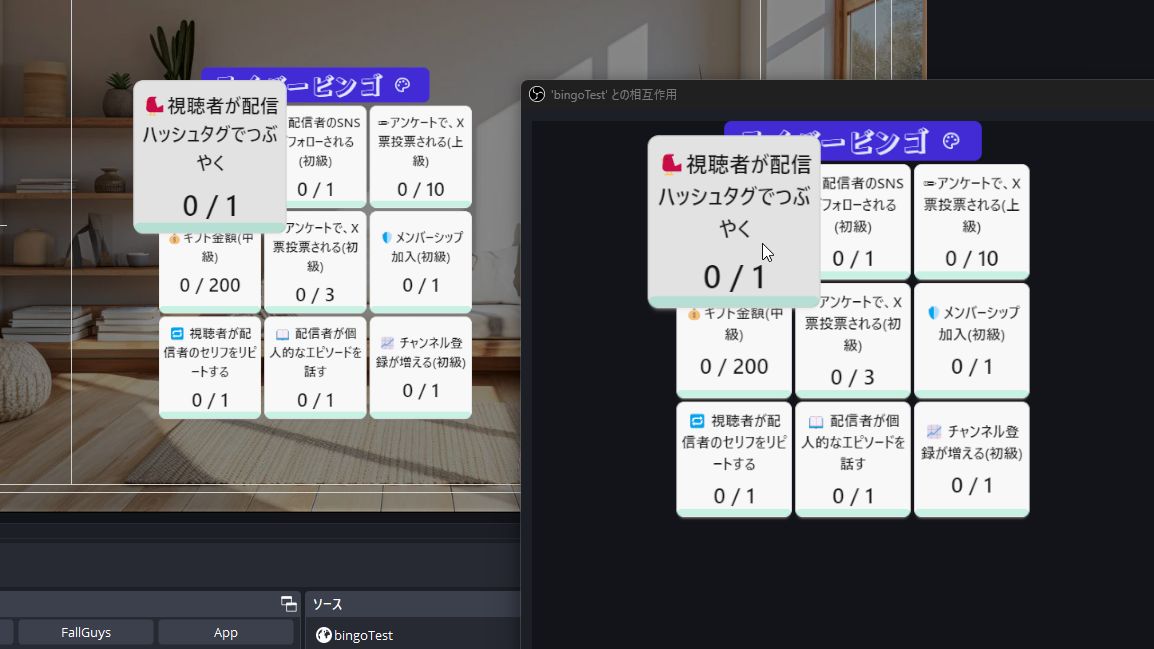 バービンゴ
視聴者が配信
ハッシュタグでつぶ
やく
0 / 1
配信者のSNS
フォローされる
(初級)
0 / 1
アンケートで、X
票投票される(上
級)
0 / 10
ギフト金額(中
級)
0 / 200
アンケートで、X
票投票される(初
級)
0 / 3
メンバーシップ
加入(初級)
0 / 1
視聴者が配
信者のセリフをリピ
ートする
0 / 1
配信者が個
人的なエピソードを
話す
0 / 1
チャンネル登
録が増える(初級)
0 / 1
'bingoTest' との相互作用
バービンゴ
視聴者が配信
ハッシュタグでつぶ
やく
0 / 1
配信者のSNS
フォローされる
(初級)
0 / 1
アンケートで、X
票投票される(上
級)
0 / 10
ギフト金額(中
級)
0 / 200
アンケートで、X
票投票される(初
級)
0 / 3
メンバーシップ
加入(初級)
0 / 1
視聴者が配
信者のセリフをリピ
ートする
0 / 1
配信者が個
人的なエピソードを
話す
0 / 1
チャンネル登
録が増える(初級)
0 / 1
ソース
FallGuys
App
bingoTest